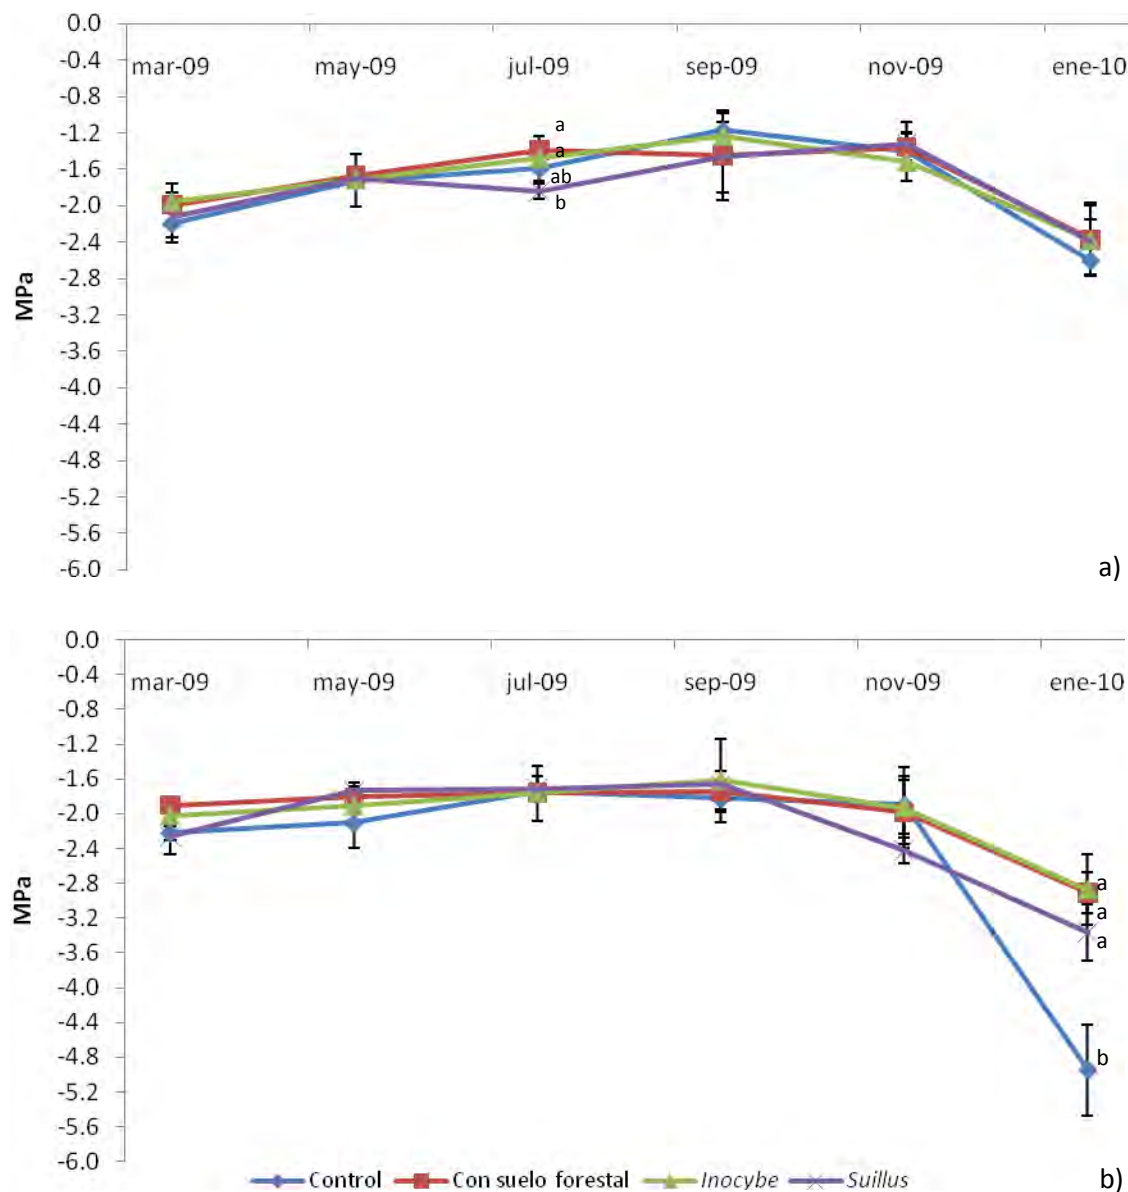 0.0
-0.4
mar-09 may-09 jul-09 sep-09 nov-09 ene-10
-0.8
-1.2
a
a
-1.6
ab
b
-2.0
-2.4
-2.8
MPa
-3.2
-3.6
-4.0
-4.4
-4.8
-5.2
-5.6
-6.0
a)
0.0
-0.4
mar-09 may-09 jul-09 sep-09 nov-09 ene-10
-0.8
-1.2
-1.6
-2.0
-2.4
-2.8
a
MPa
a
-3.2
a
-3.6
-4.0
-4.4
-4.8
b
-5.2
-5.6
-6.0
Control Con suelo forestal Inocybe Suillus
b)